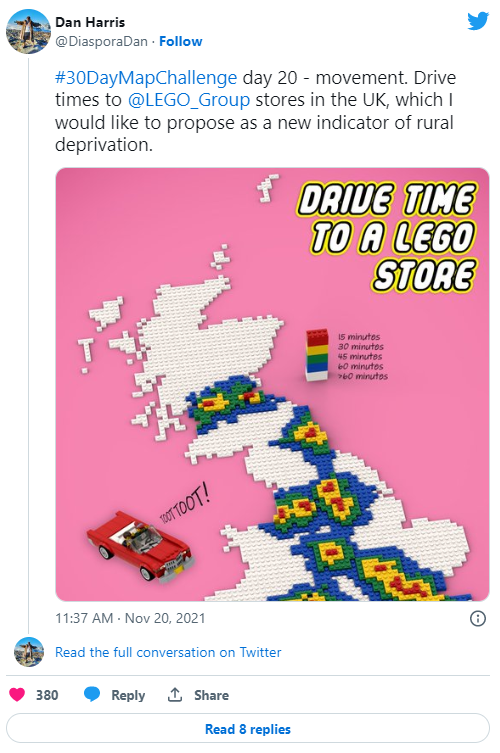 Dan Harris
@DiasporaDan · Follow
#30DayMapChallenge day 20 - movement. Drive
times to @LEGO_Group stores in the UK, which I
would like to propose as a new indicator of rural
deprivation.
DRIVE TIME
TO A LEGO
STORE
15 minutes
30 minutes
45 minutes
60 minutes
>60 minutes
TOOT TOOT!
11:37 AM · Nov 20, 2021
Read the full conversation on Twitter
380 Reply Share
Read 8 replies